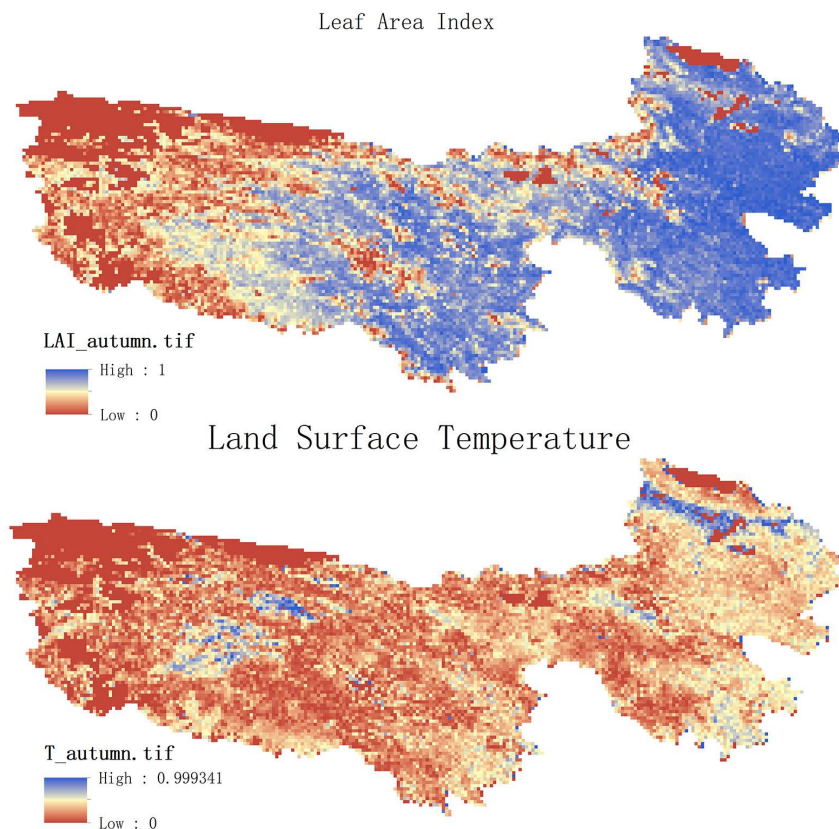 Leaf Area Index
LAI_autumn.tif
High : 1
Low : 0
Land Surface Temperature
T_autumn.tif
High : 0.999341
Low : 0